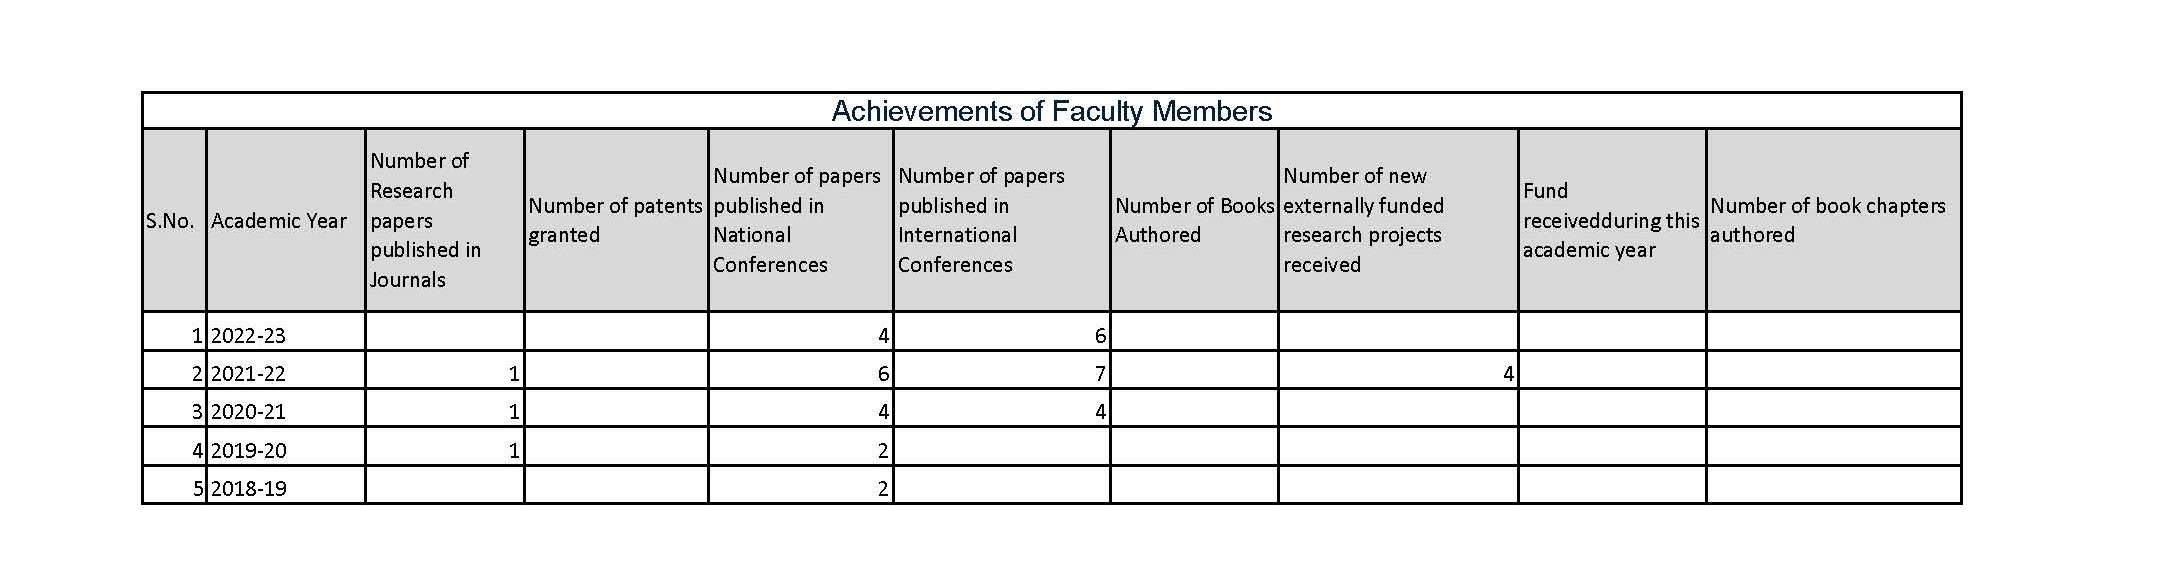 Achievements of Faculty Members
S.No.
Academic Year
Number of
Research
papers
published in
Journals
Number of patents
granted
Number of papers
published in
National
Conferences
Number of papers
published in
International
Conferences
Number of Books
Authored
Number of new
externally funded
research projects
received
Fund
receivedduring this
academic year
Number of book chapters
authored
1 2022-23 4 6
2 2021-22 1 6 7 4
3 2020-21 1 4 4
4 2019-20 1 2
5 2018-19 2